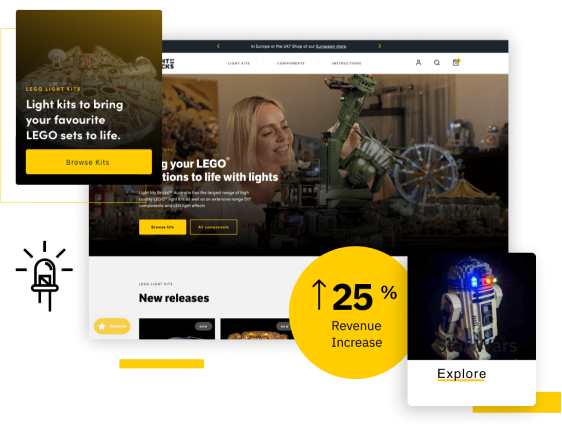 LEGO LIGHT KITS
Light kits to bring
your favourite
LEGO sets to life.
Browse Kits
In Europe or the UK? Shop at our European store.
LIGHT KITS
COMPONENTS
INSTRUCTIONS
your LEGO®
tions to life with lights
Light My Bricks™ Australia has the largest range of high
quality LEGO® light kits as well as an extensive range DIY
components and LED light effects
Browse kits
All components
LEGO LIGHT KITS
New releases
Rewards
NEW
NEW
↑ 25 %
Revenue
Increase
Wars
Explore